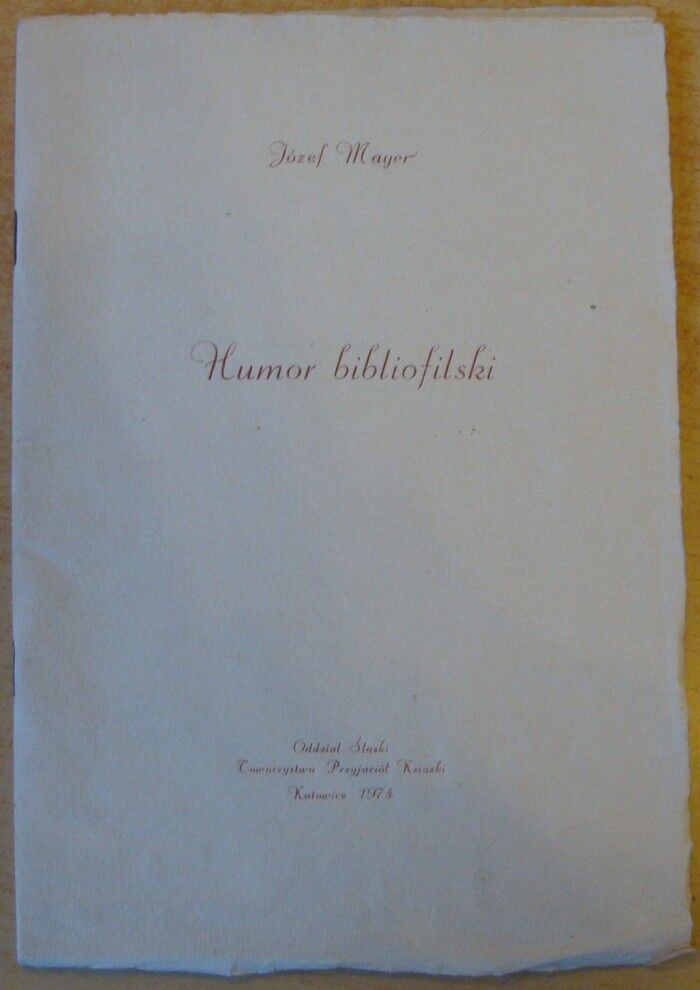 Józef Mayer
Humor bibliofilski
Oddział Śląski
Towarzystwa Przyjaciół Książki
Katowice 1974